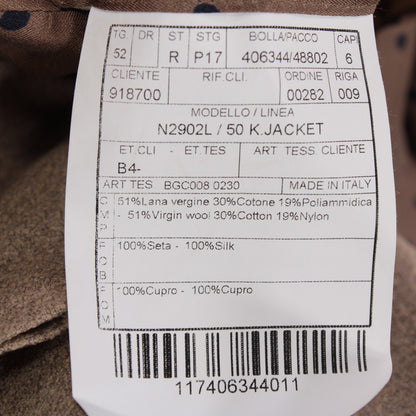 TG DR ST STG BOLLA/PACCO CAP
52 R P17 406344/48802 6
CLIENTE RIF.CLI. ORDINE RIGA
918700 00282 009
MODELLO / LINEA
N2902L / 50 K.JACKET
ET.CLI - ET.TES ART TESS. CLIENTE
B4-
ART TES BGC008 0230 MADE IN ITALY
C M P 51%Lana vergine 30%Cotone 19%Poliammidica
- 51%Virgin wool 30%Cotton 19%Nylon
F O B 100%Seta - 100%Silk
F C M 100%Cupro - 100%Cupro
117406344011